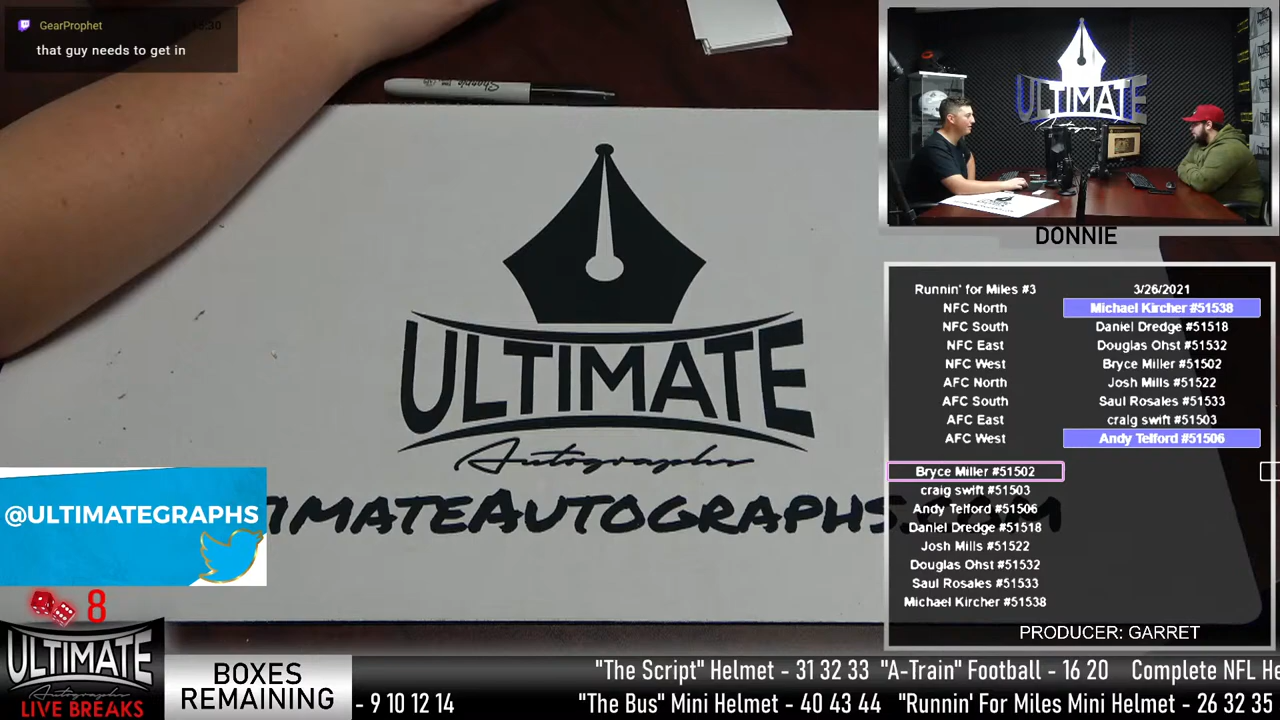 GearProphet
that guy needs to get in
Sharpie
ULTIMATE
Autographs
ULTIMATE
Autographs
TIMATEAUTOGRAPHS.COM
DONNIE
Runnin' for Miles #3 3/26/2021
NFC North Michael Kircher #51538
NFC South Daniel Dredge #51518
NFC East Douglas Ohst #51532
NFC West Bryce Miller #51502
AFC North Josh Mills #51522
AFC South Saul Rosales #51533
AFC East craig swift #51503
AFC West Andy Telford #51506
Bryce Miller #51502
craig swift #51503
Andy Telford #51506
Daniel Dredge #51518
Josh Mills #51522
Douglas Ohst #51532
Saul Rosales #51533
Michael Kircher #51538
PRODUCER: GARRET
@ULTIMATEGRAPHS
8
ULTIMATE
Autographs
LIVE BREAKS
BOXES
REMAINING
"The Script" Helmet - 31 32 33 "A-Train" Football - 16 20 Complete NFL He
- 9 10 12 14 "The Bus" Mini Helmet - 40 43 44 "Runnin' For Miles Mini Helmet - 26 32 35